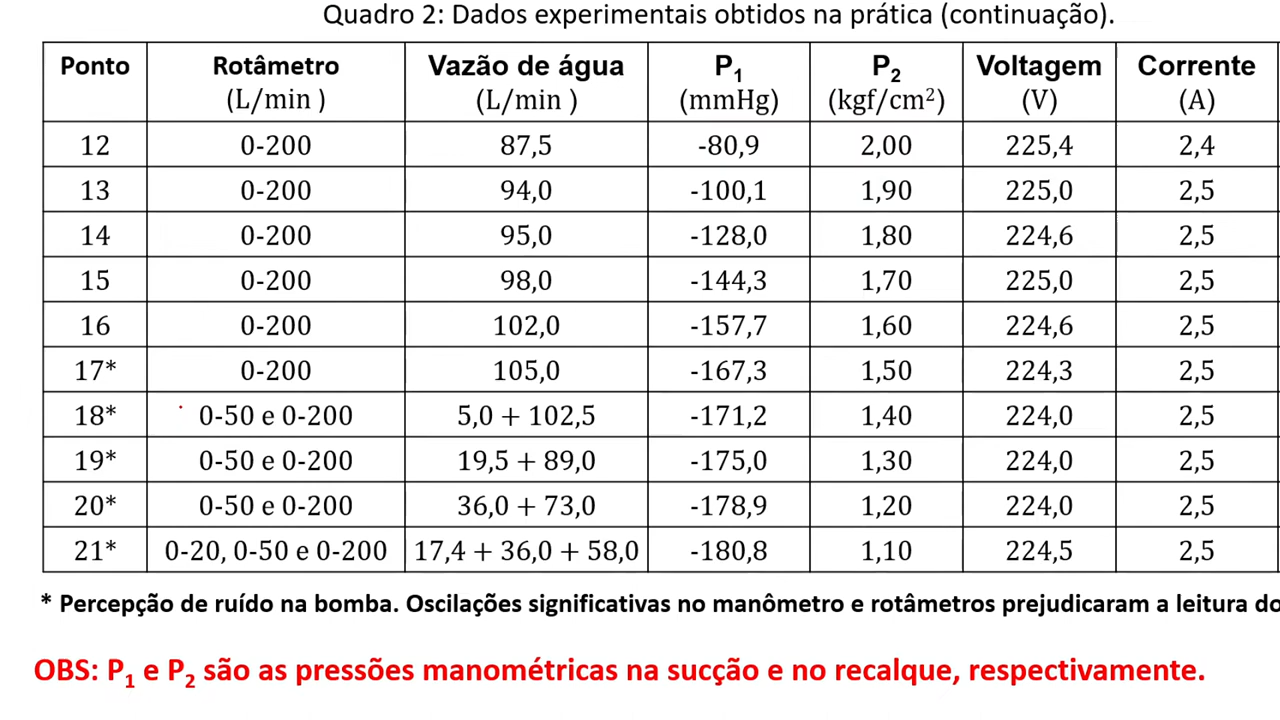 Quadro 2: Dados experimentais obtidos na prática (continuação).
Ponto Rotâmetro (L/min ) Vazão de água (L/min ) P₁ (mmHg) P₂ (kgf/cm²) Voltagem (V) Corrente (A)
12 0-200 87,5 -80,9 2,00 225,4 2,4
13 0-200 94,0 -100,1 1,90 225,0 2,5
14 0-200 95,0 -128,0 1,80 224,6 2,5
15 0-200 98,0 -144,3 1,70 225,0 2,5
16 0-200 102,0 -157,7 1,60 224,6 2,5
17* 0-200 105,0 -167,3 1,50 224,3 2,5
18* 0-50 e 0-200 5,0 + 102,5 -171,2 1,40 224,0 2,5
19* 0-50 e 0-200 19,5 + 89,0 -175,0 1,30 224,0 2,5
20* 0-50 e 0-200 36,0 + 73,0 -178,9 1,20 224,0 2,5
21* 0-20, 0-50 e 0-200 17,4 + 36,0 + 58,0 -180,8 1,10 224,5 2,5
* Percepção de ruído na bomba. Oscilações significativas no manômetro e rotâmetros prejudicaram a leitura do
OBS: P₁ e P₂ são as pressões manométricas na sucção e no recalque, respectivamente.